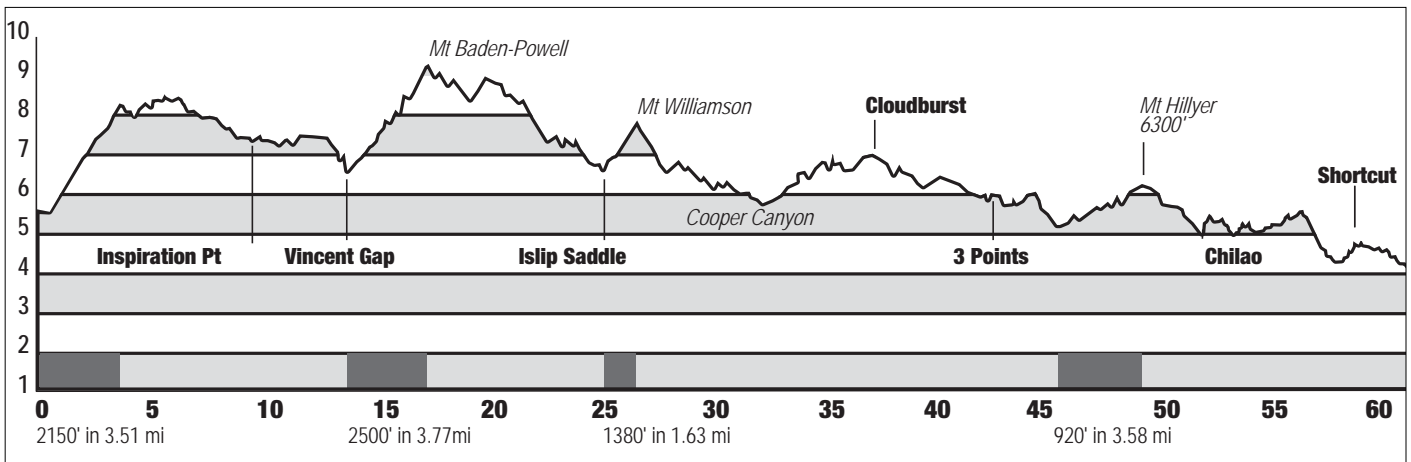 10
9
8
7
6
5
4
3
2
1
Mt Baden-Powell
Mt Williamson
Cloudburst
Mt Hillyer
6300'
Shortcut
Cooper Canyon
Inspiration Pt
Vincent Gap
Islip Saddle
3 Points
Chilao
0 5 10 15 20 25 30 35 40 45 50 55 60
2150' in 3.51 mi
2500' in 3.77mi
1380' in 1.63 mi
920' in 3.58 mi